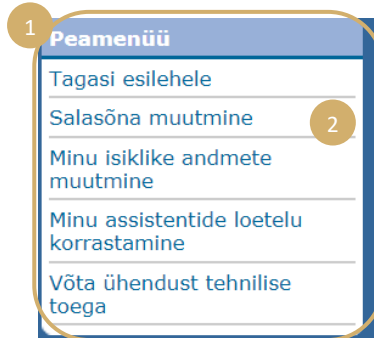 1
Peamenüü
Tagasi esilehele
Salasõna muutmine
2
Minu isiklike andmete
muutmine
Minu assistentide loetelu
korrastamine
Võta ühendust tehnilise
toega